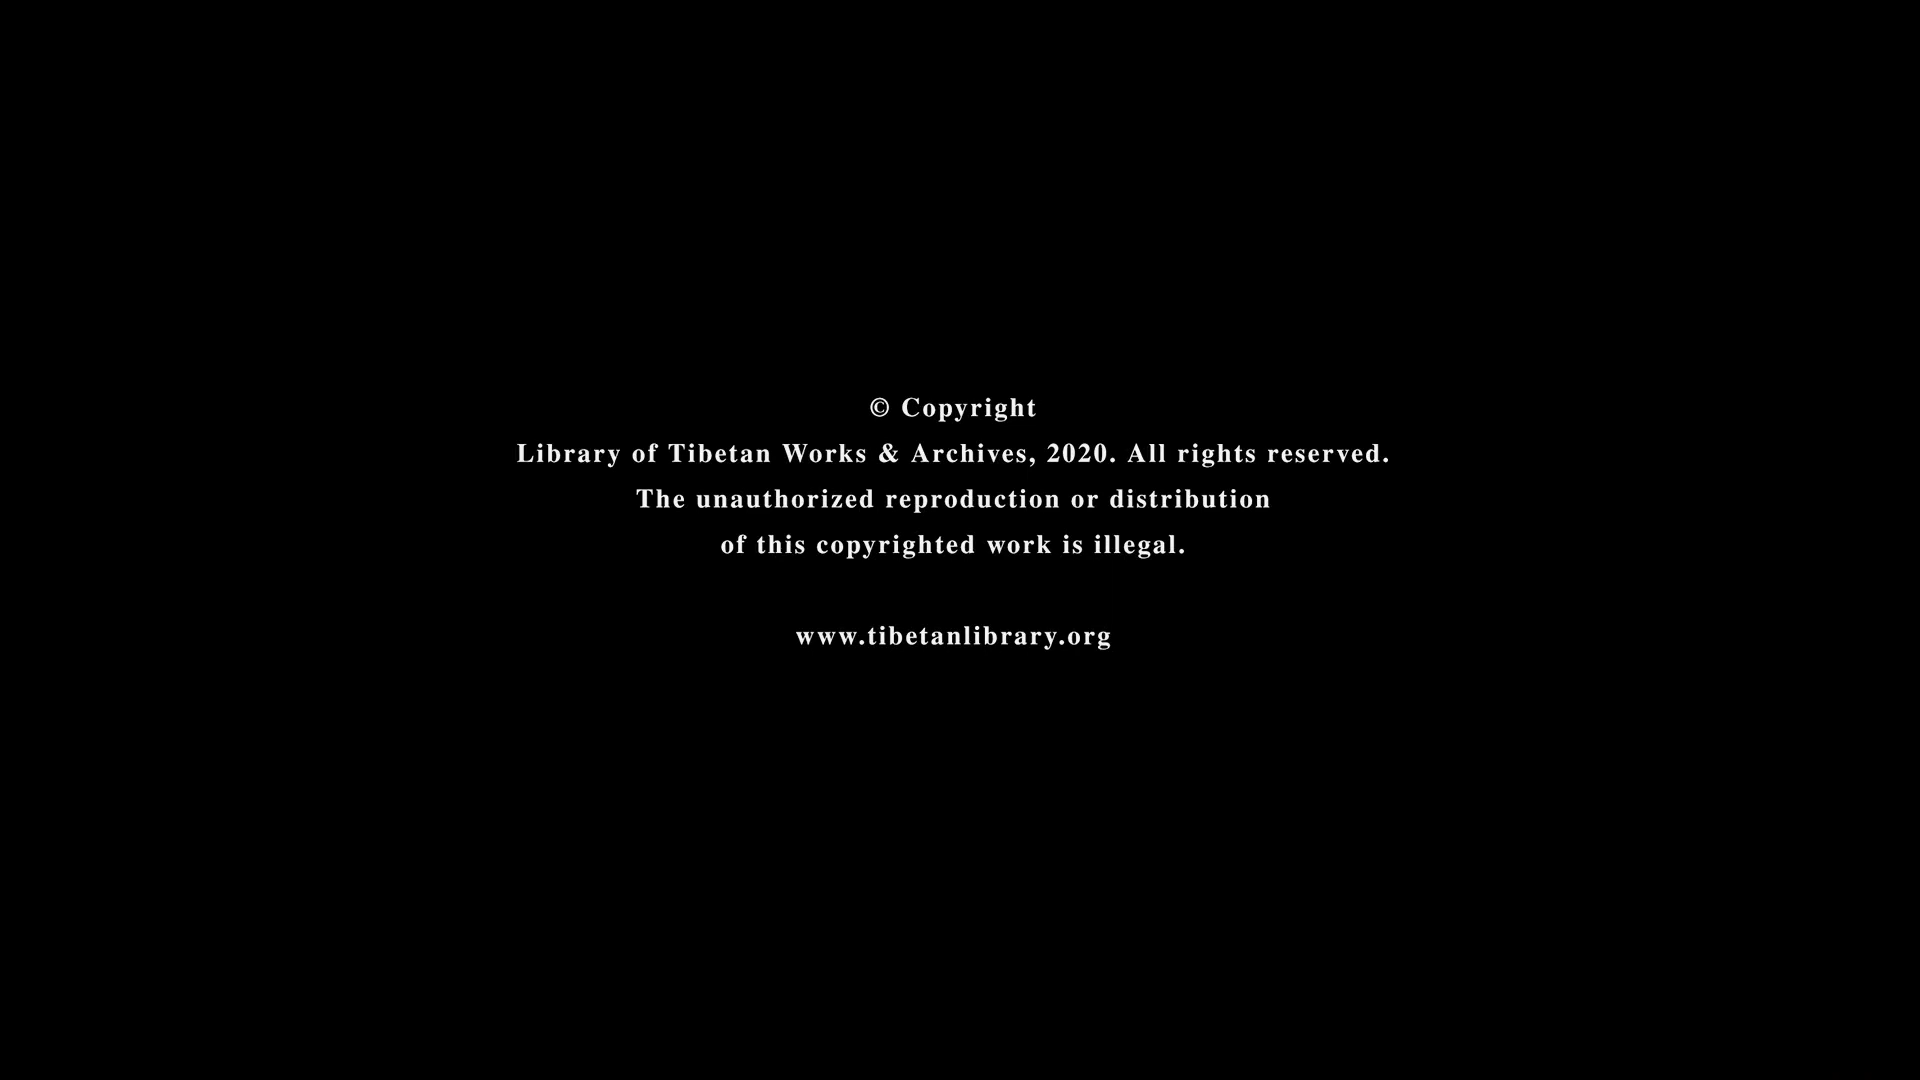 © Copyright
Library of Tibetan Works & Archives, 2020. All rights reserved.
The unauthorized reproduction or distribution
of this copyrighted work is illegal.
www.tibetanlibrary.org